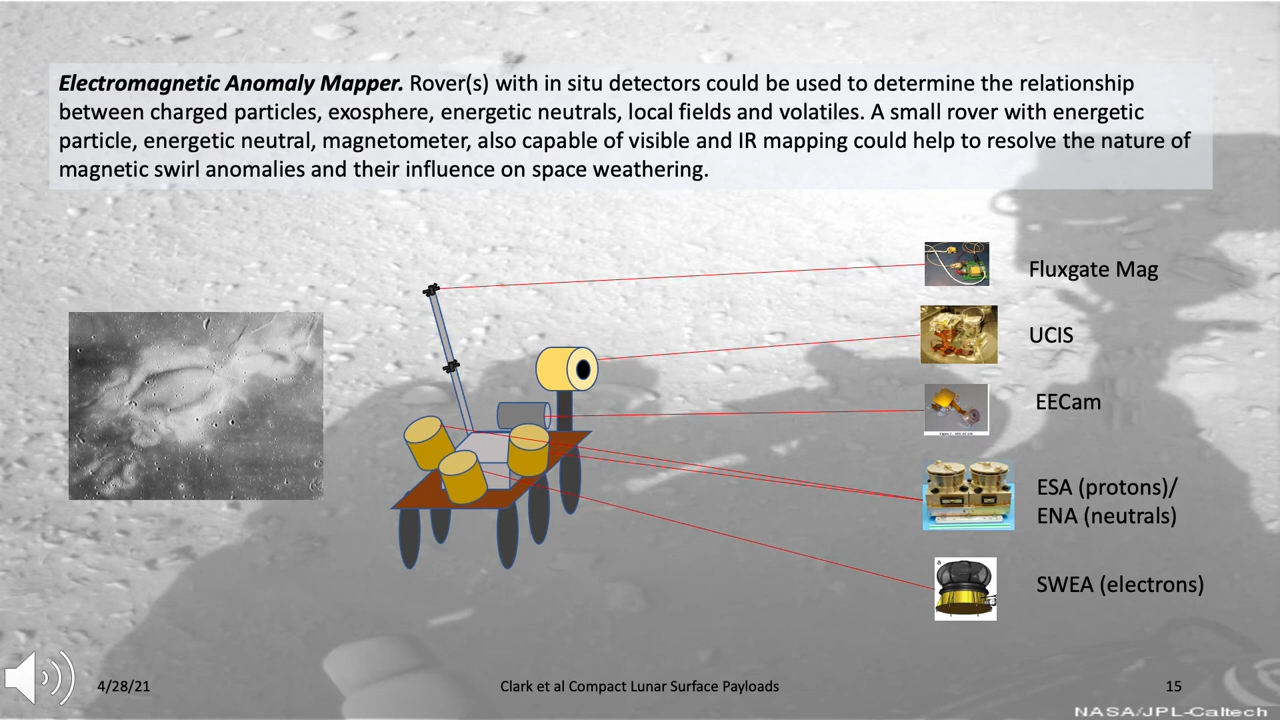 Electromagnetic Anomaly Mapper. Rover(s) with in situ detectors could be used to determine the relationship
between charged particles, exosphere, energetic neutrals, local fields and volatiles. A small rover with energetic
particle, energetic neutral, magnetometer, also capable of visible and IR mapping could help to resolve the nature of
magnetic swirl anomalies and their influence on space weathering.
Fluxgate Mag
UCIS
EECam
ESA (protons)/
ENA (neutrals)
SWEA (electrons)
a
4/28/21
Clark et al Compact Lunar Surface Payloads
15
NASA/JPL-Caltech